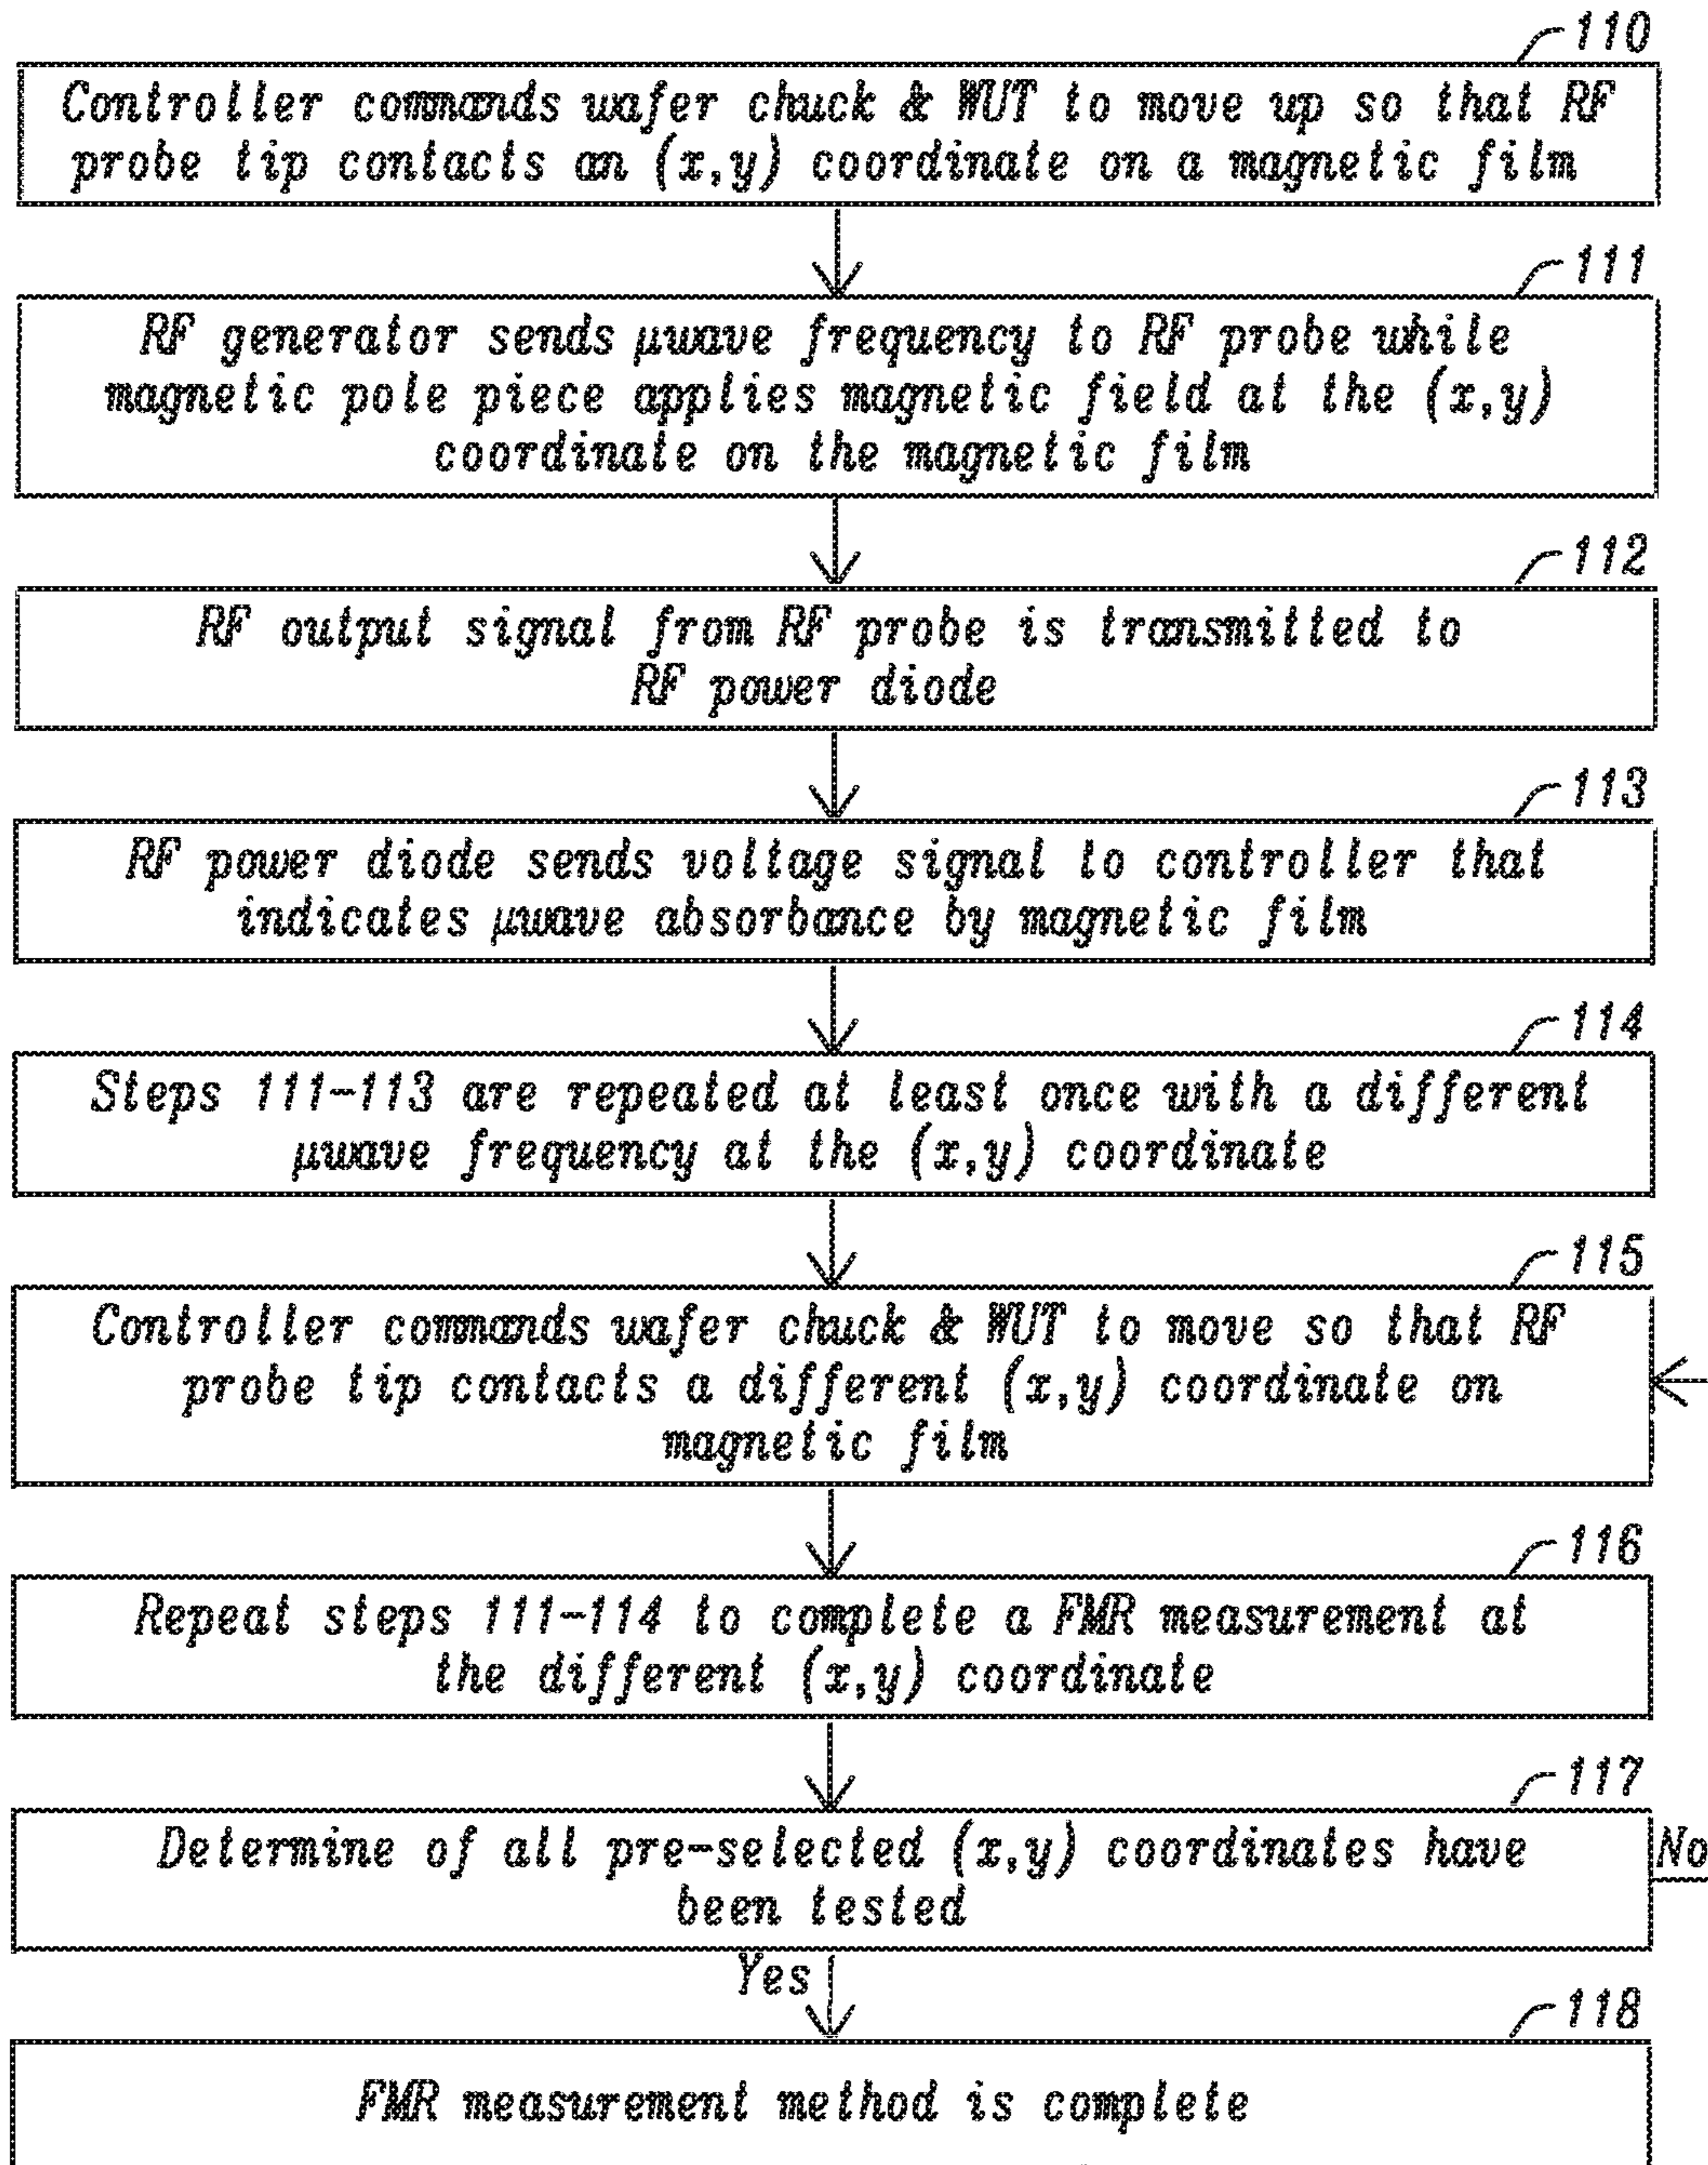 110
Controller commands wafer chuck & WUT to move up so that RF
probe tip contacts an (x,y) coordinate on a magnetic film
111
RF generator sends μwave frequency to RF probe while
magnetic pole piece applies magnetic field at the (x,y)
coordinate on the magnetic film
112
RF output signal from RF probe is transmitted to
RF power diode
113
RF power diode sends voltage signal to controller that
indicates μwave absorbance by magnetic film
114
Steps 111-113 are repeated at least once with a different
μwave frequency at the (x,y) coordinate
115
Controller commands wafer chuck & WUT to move so that RF
probe tip contacts a different (x,y) coordinate on
magnetic film
116
Repeat steps 111-114 to complete a FMR measurement at
the different (x,y) coordinate
117
Determine of all pre-selected (x,y) coordinates have
been tested
No
Yes
118
FMR measurement method is complete